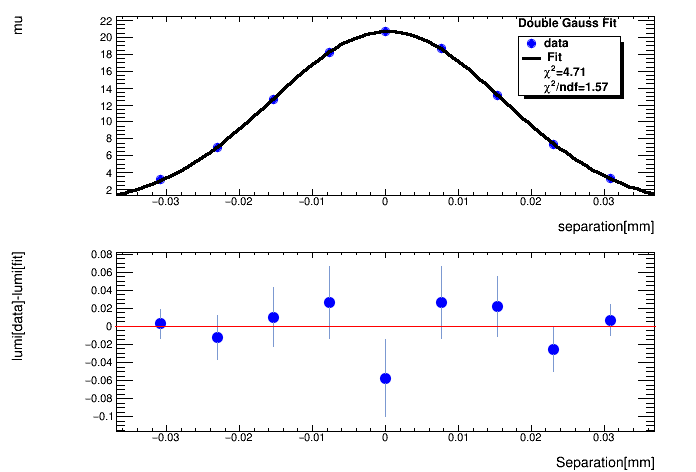 mu
Double Gauss Fit
data
Fit
χ²=4.71
χ²/ndf=1.57
22
20
18
16
14
12
10
8
6
4
2
−0.03 −0.02 −0.01 0 0.01 0.02 0.03
separation[mm]
lumi[data]-lumi[fit]
0.08
0.06
0.04
0.02
0
−0.02
−0.04
−0.06
−0.08
−0.1
−0.03 −0.02 −0.01 0 0.01 0.02 0.03
Separation[mm]